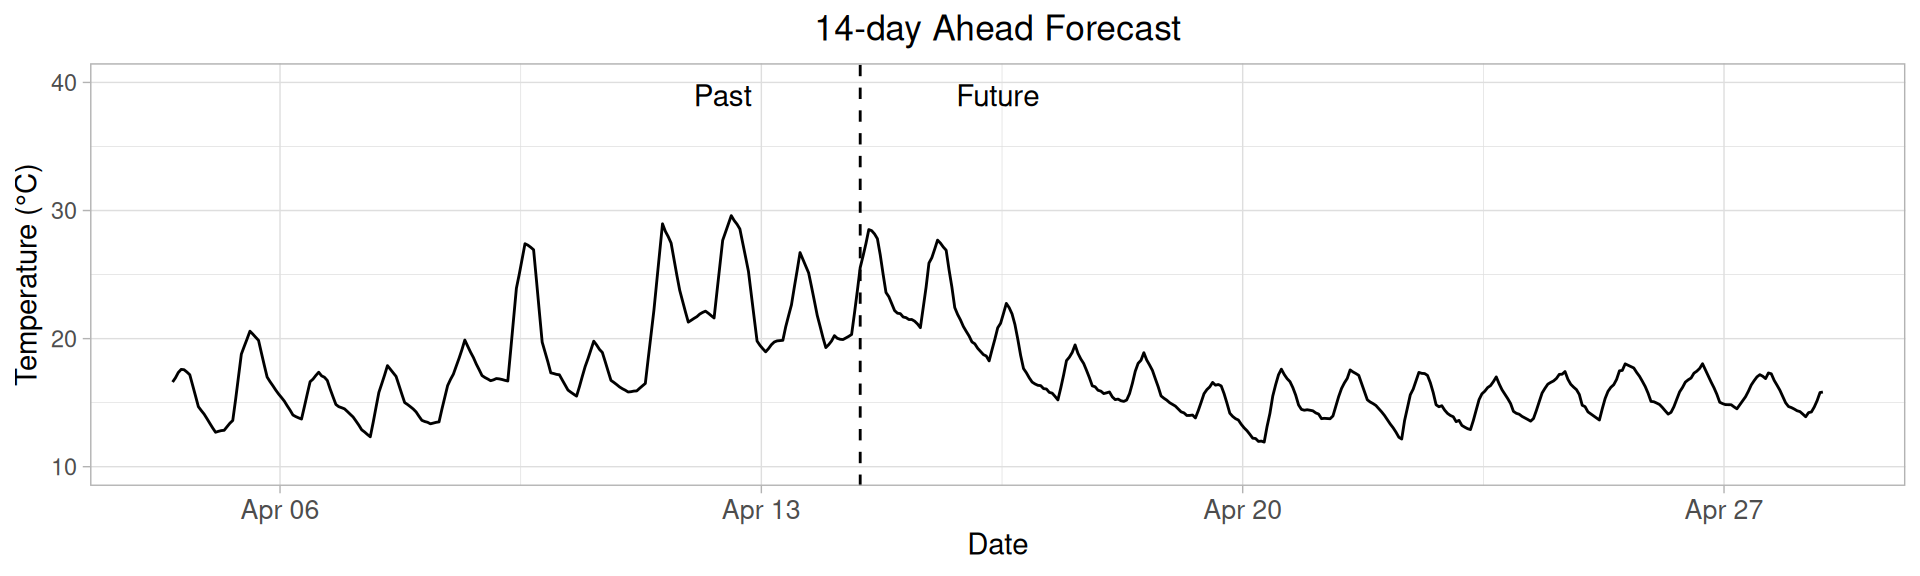 14-day Ahead Forecast
Past
Future
Temperature (°C)
40
30
20
10
Apr 06
Apr 13
Apr 20
Apr 27
Date